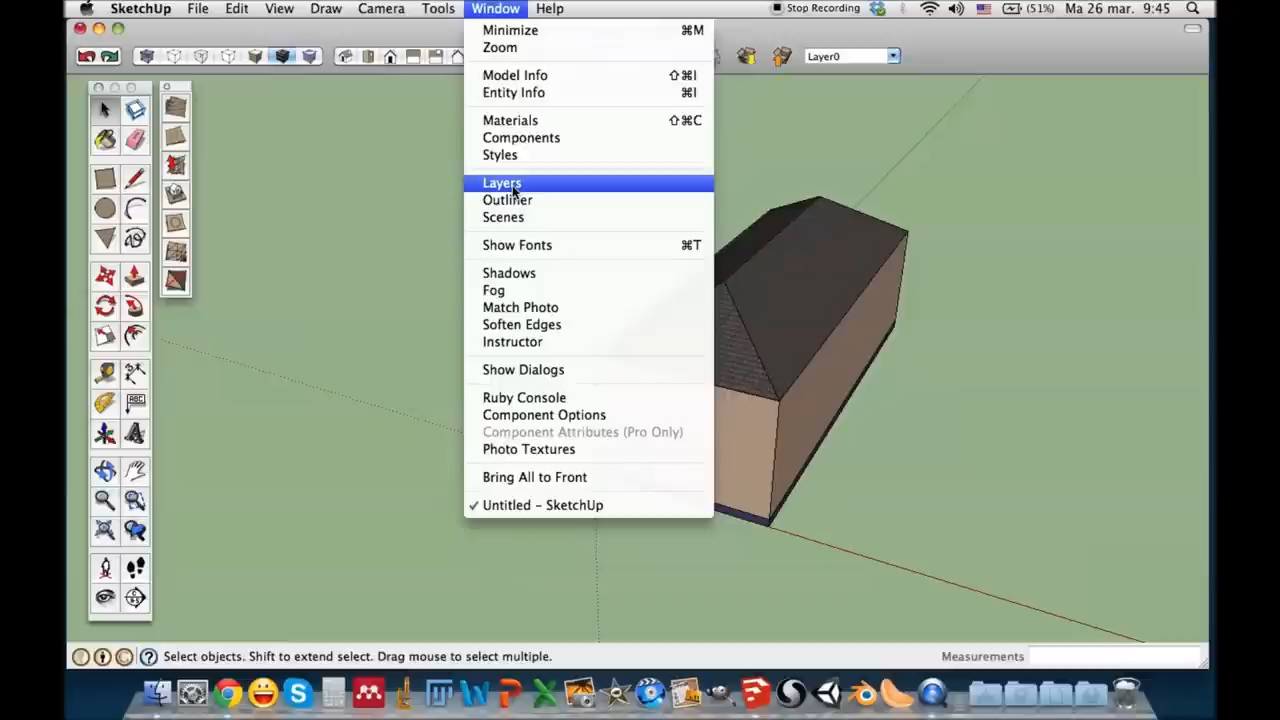 SketchUp File Edit View Draw Camera Tools Window Help Stop Recording (51%) Ma 26 mar. 9:45
Layer0
Minimize ⌘M
Zoom
Model Info ⇧⌘I
Entity Info ⌘I
Materials ⇧⌘C
Components
Styles
Layers
Outliner
Scenes
Show Fonts ⌘T
Shadows
Fog
Match Photo
Soften Edges
Instructor
Show Dialogs
Ruby Console
Component Options
Component Attributes (Pro Only)
Photo Textures
Bring All to Front
✓ Untitled – SketchUp
ABC
Select objects. Shift to extend select. Drag mouse to select multiple. Measurements